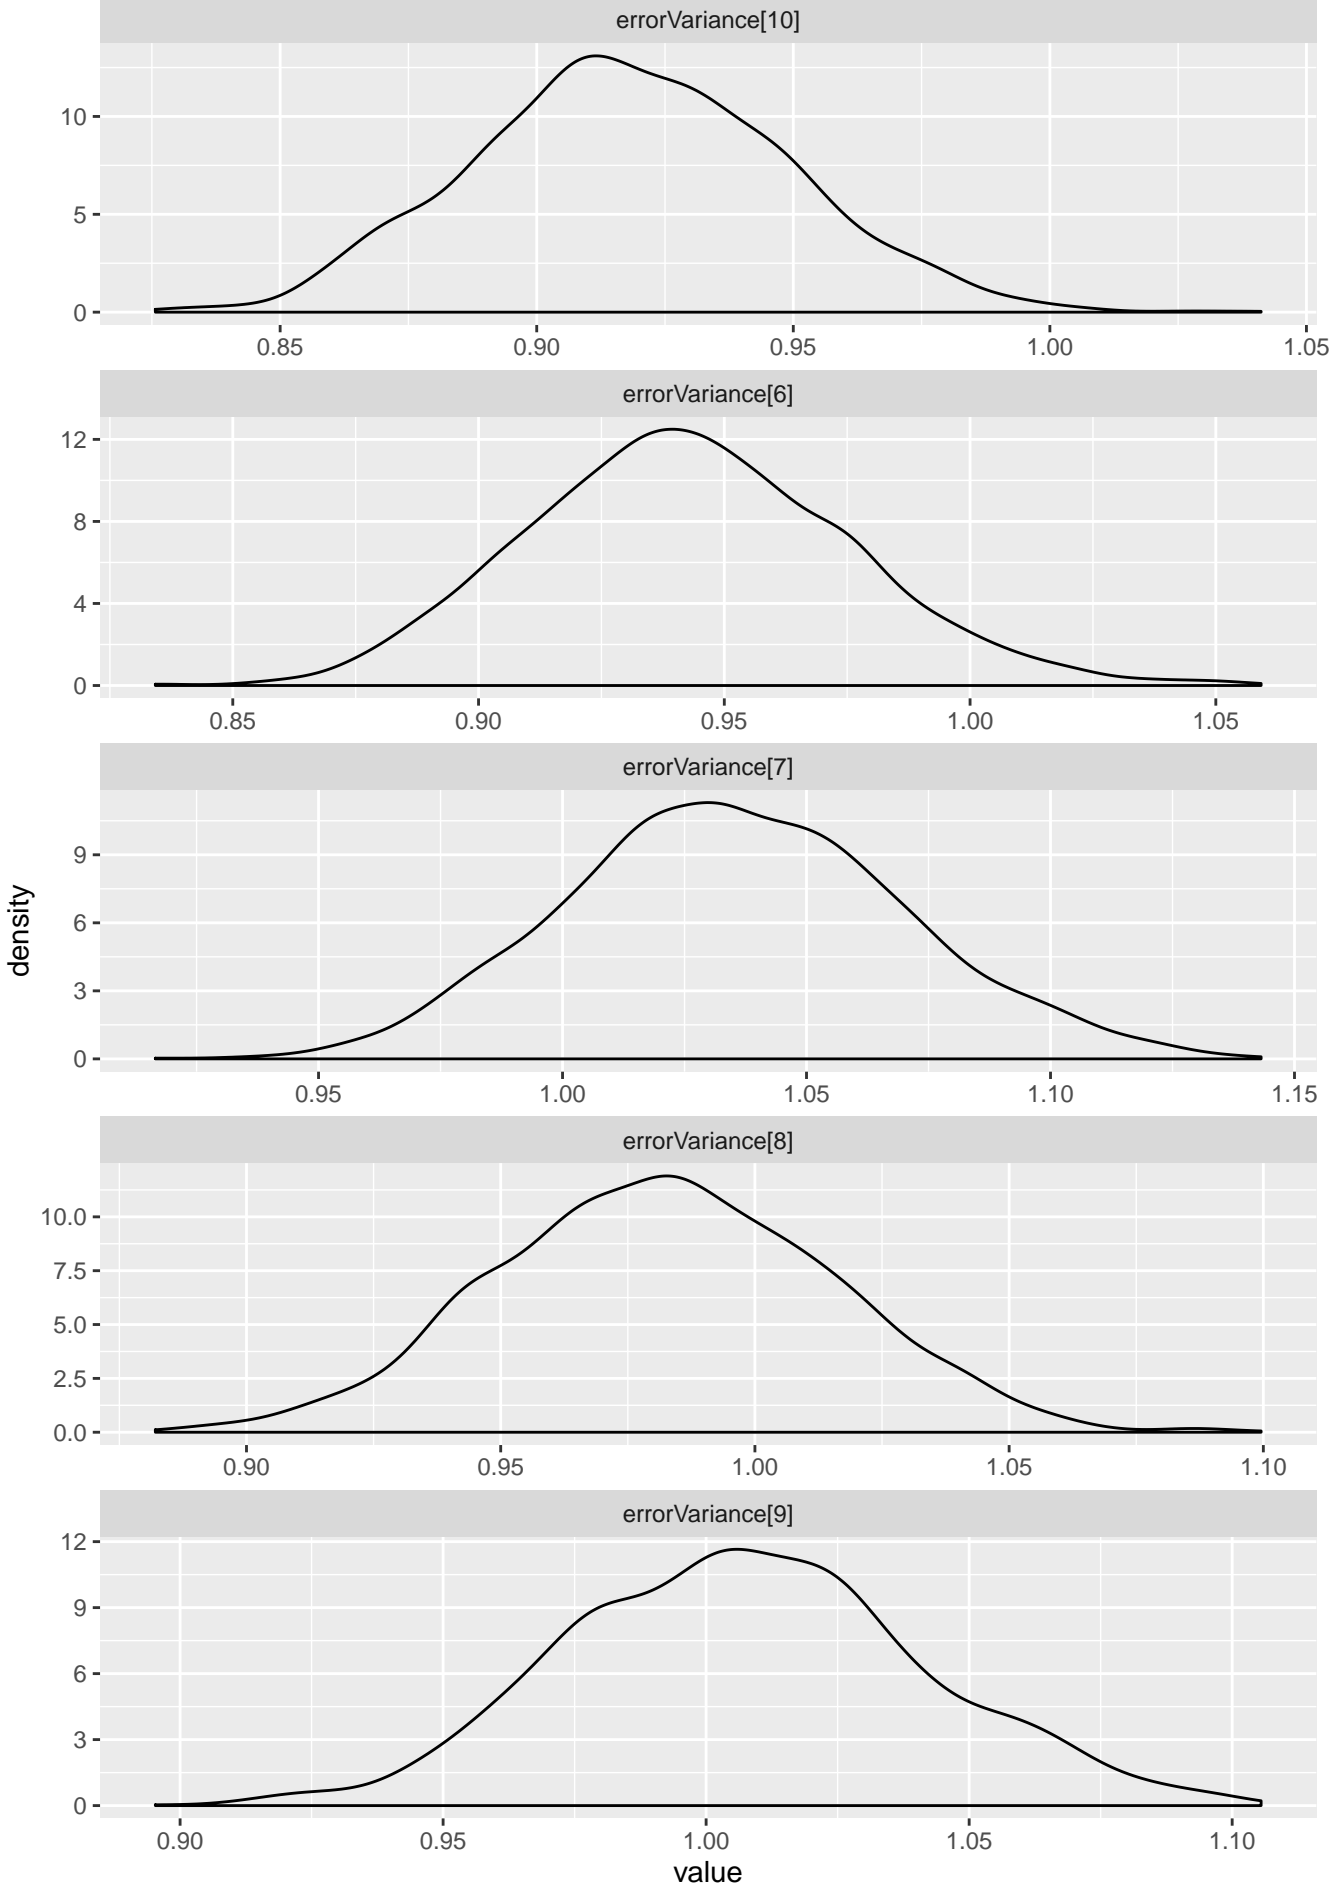 errorVariance[10]
10
5
0
0.85 0.90 0.95 1.00 1.05
errorVariance[6]
12
8
4
0
0.85 0.90 0.95 1.00 1.05
errorVariance[7]
9
6
3
0
0.95 1.00 1.05 1.10 1.15
density
errorVariance[8]
10.0
7.5
5.0
2.5
0.0
0.90 0.95 1.00 1.05 1.10
errorVariance[9]
12
9
6
3
0
0.90 0.95 1.00 1.05 1.10
value